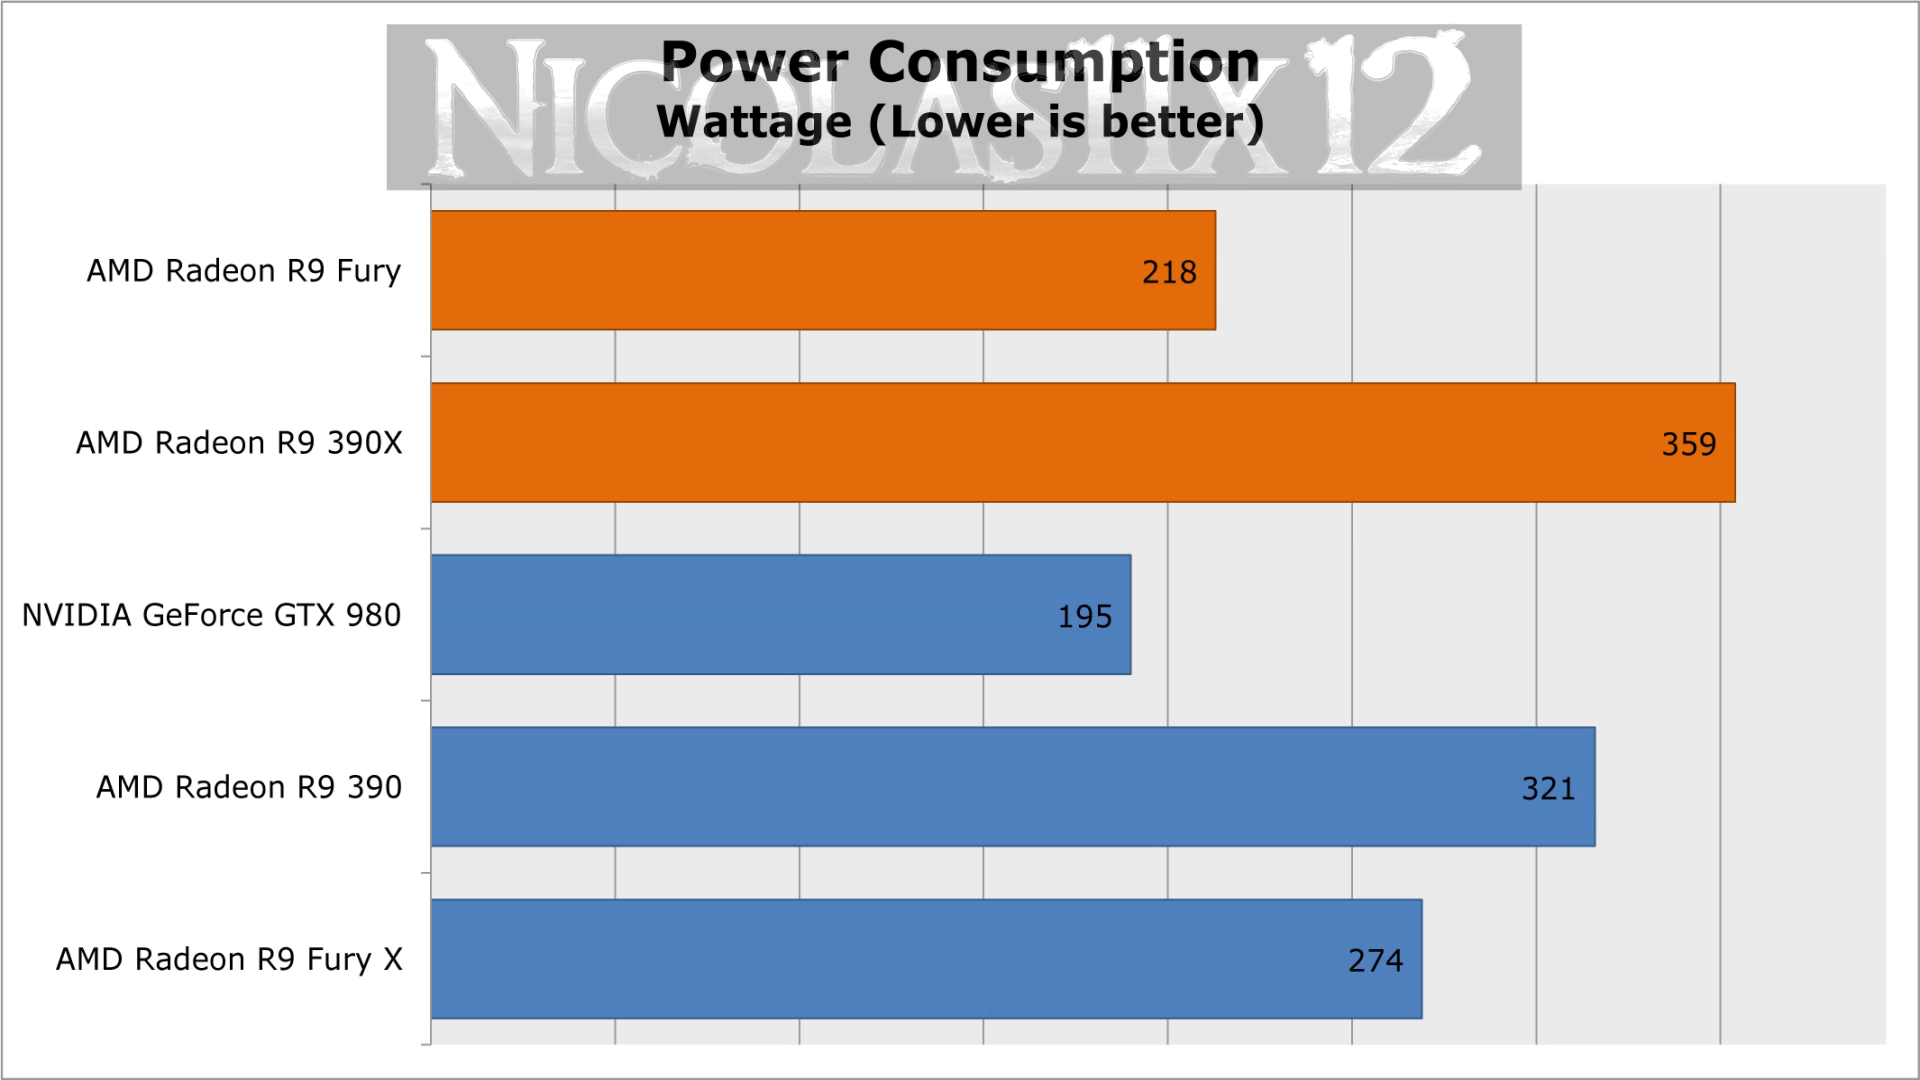 NICOLAS11X12
Power Consumption
Wattage (Lower is better)
AMD Radeon R9 Fury
218
AMD Radeon R9 390X
359
NVIDIA GeForce GTX 980
195
AMD Radeon R9 390
321
AMD Radeon R9 Fury X
274